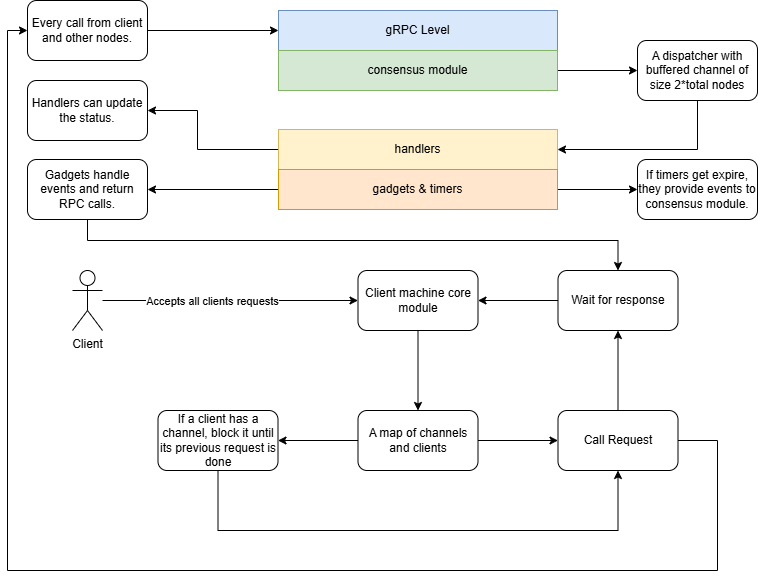 Every call from client
and other nodes.
gRPC Level
consensus module
A dispatcher with
buffered channel of
size 2*total nodes
Handlers can update
the status.
handlers
gadgets & timers
Gadgets handle
events and return
RPC calls.
If timers get expire,
they provide events to
consensus module.
Client
Accepts all clients requests
Client machine core
module
Wait for response
If a client has a
channel, block it until
its previous request is
done
A map of channels
and clients
Call Request